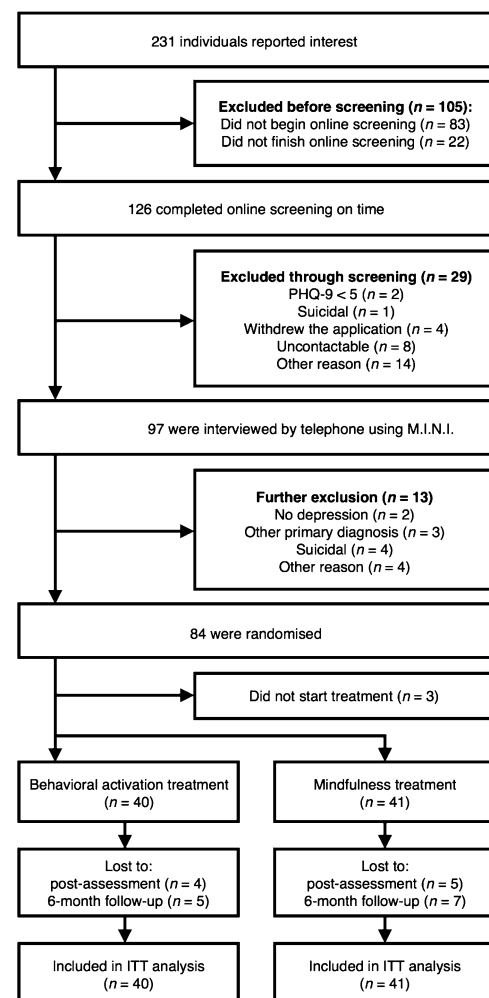 231 individuals reported interest
Excluded before screening (n = 105):
Did not begin online screening (n = 83)
Did not finish online screening (n = 22)
126 completed online screening on time
Excluded through screening (n = 29)
PHQ-9 < 5 (n = 2)
Suicidal (n = 1)
Withdrew the application (n = 4)
Uncontactable (n = 8)
Other reason (n = 14)
97 were interviewed by telephone using M.I.N.I.
Further exclusion (n = 13)
No depression (n = 2)
Other primary diagnosis (n = 3)
Suicidal (n = 4)
Other reason (n = 4)
84 were randomised
Did not start treatment (n = 3)
Behavioral activation treatment
(n = 40)
Mindfulness treatment
(n = 41)
Lost to:
post-assessment (n = 4)
6-month follow-up (n = 5)
Lost to:
post-assessment (n = 5)
6-month follow-up (n = 7)
Included in ITT analysis
(n = 40)
Included in ITT analysis
(n = 41)